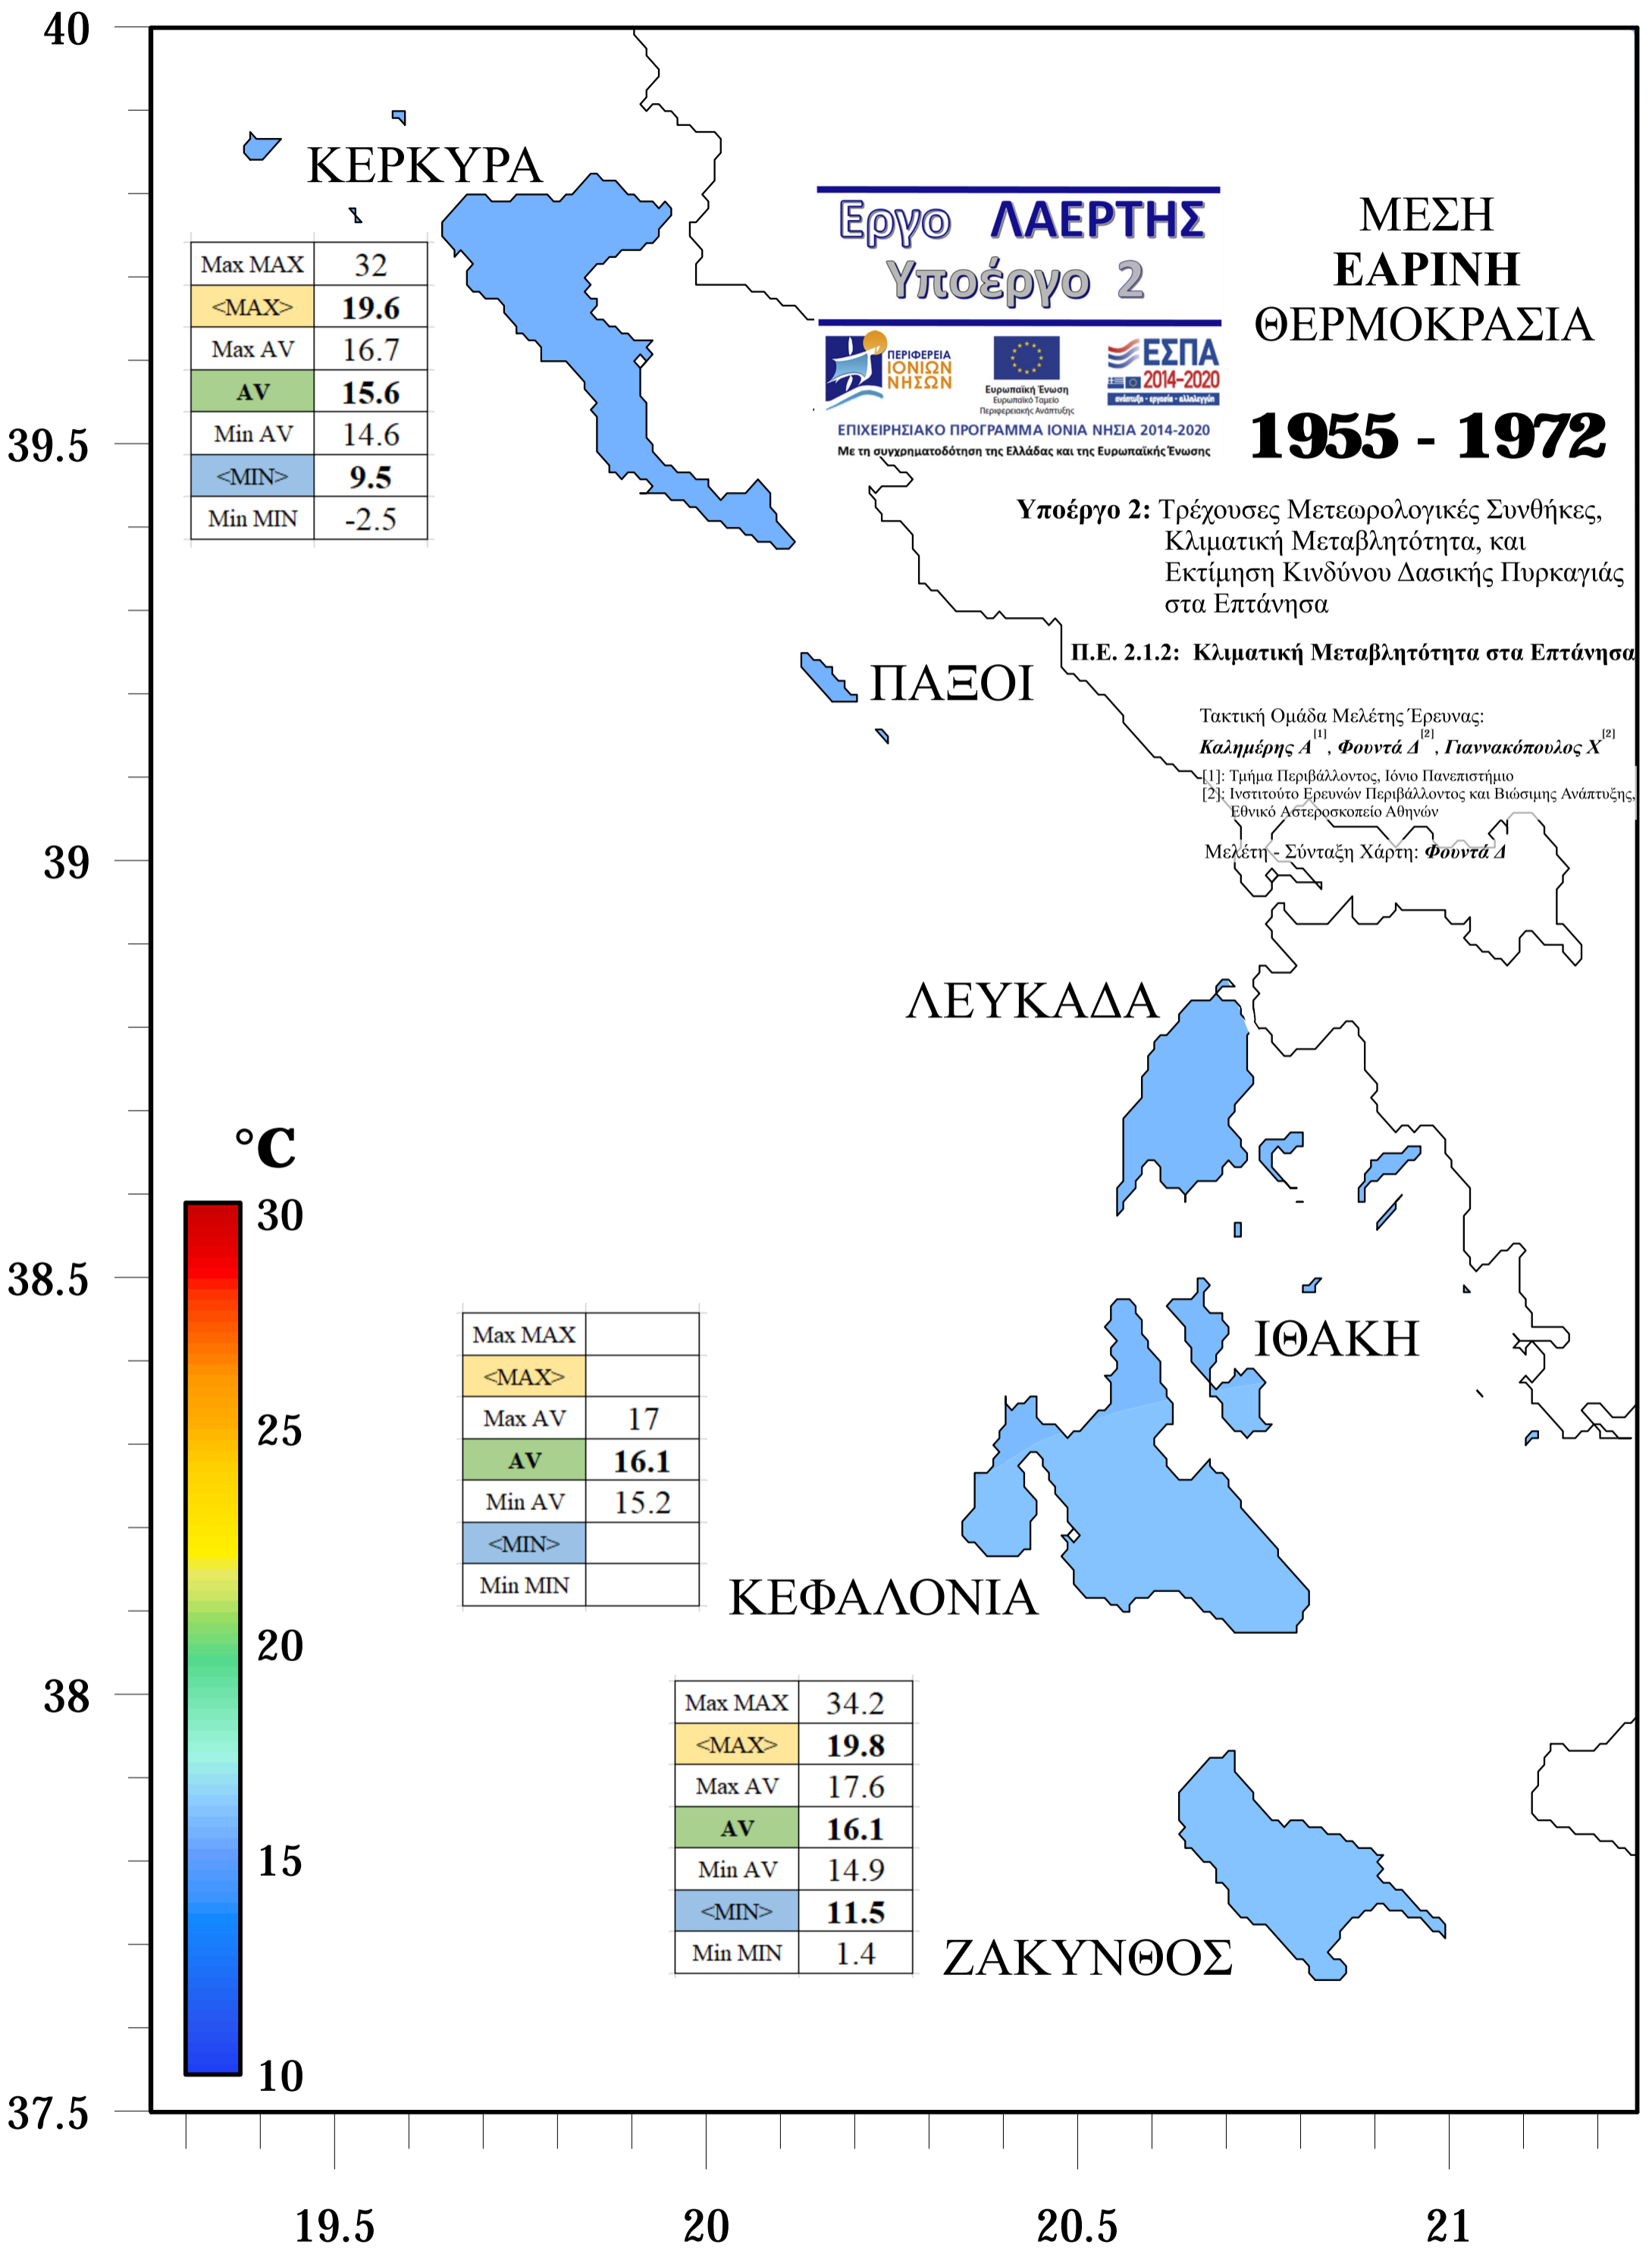 40
39.5
39
38.5
38
37.5
19.5
20
20.5
21
ΚΕΡΚΥΡΑ
Max MAX 32
<MAX> 19.6
Max AV 16.7
AV 15.6
Min AV 14.6
<MIN> 9.5
Min MIN -2.5
Εργο ΛΑΕΡΤΗΣ
Υποέργο 2
ΠΕΡΙΦΕΡΕΙΑ
ΙΟΝΙΩΝ
ΝΗΣΩΝ
Ευρωπαϊκή Ένωση
Ευρωπαϊκό Ταμείο
Περιφερειακής Ανάπτυξης
ΕΣΠΑ
2014-2020
ανάπτυξη - εργασία - αλληλεγγύη
ΕΠΙΧΕΙΡΗΣΙΑΚΟ ΠΡΟΓΡΑΜΜΑ ΙΟΝΙΑ ΝΗΣΙΑ 2014-2020
Με τη συγχρηματοδότηση της Ελλάδας και της Ευρωπαϊκής Ένωσης
ΜΕΣΗ
ΕΑΡΙΝΗ
ΘΕΡΜΟΚΡΑΣΙΑ
1955 - 1972
Υποέργο 2: Τρέχουσες Μετεωρολογικές Συνθήκες,
Κλιματική Μεταβλητότητα, και
Εκτίμηση Κινδύνου Δασικής Πυρκαγιάς
στα Επτάνησα
Π.Ε. 2.1.2: Κλιματική Μεταβλητότητα στα Επτάνησα
Τακτική Ομάδα Μελέτης Έρευνας:
Καλημέρης Α[1], Φουντά Δ[2], Γιαννακόπουλος Χ[2]
[1]: Τμήμα Περιβάλλοντος, Ιόνιο Πανεπιστήμιο
[2]: Ινστιτούτο Ερευνών Περιβάλλοντος και Βιώσιμης Ανάπτυξης,
Εθνικό Αστεροσκοπείο Αθηνών
Μελέτη - Σύνταξη Χάρτη: Φουντά Δ
ΠΑΞΟΙ
ΛΕΥΚΑΔΑ
°C
30
25
20
15
10
ΙΘΑΚΗ
Max MAX
<MAX>
Max AV 17
AV 16.1
Min AV 15.2
<MIN>
Min MIN
ΚΕΦΑΛΟΝΙΑ
Max MAX 34.2
<MAX> 19.8
Max AV 17.6
AV 16.1
Min AV 14.9
<MIN> 11.5
Min MIN 1.4
ΖΑΚΥΝΘΟΣ